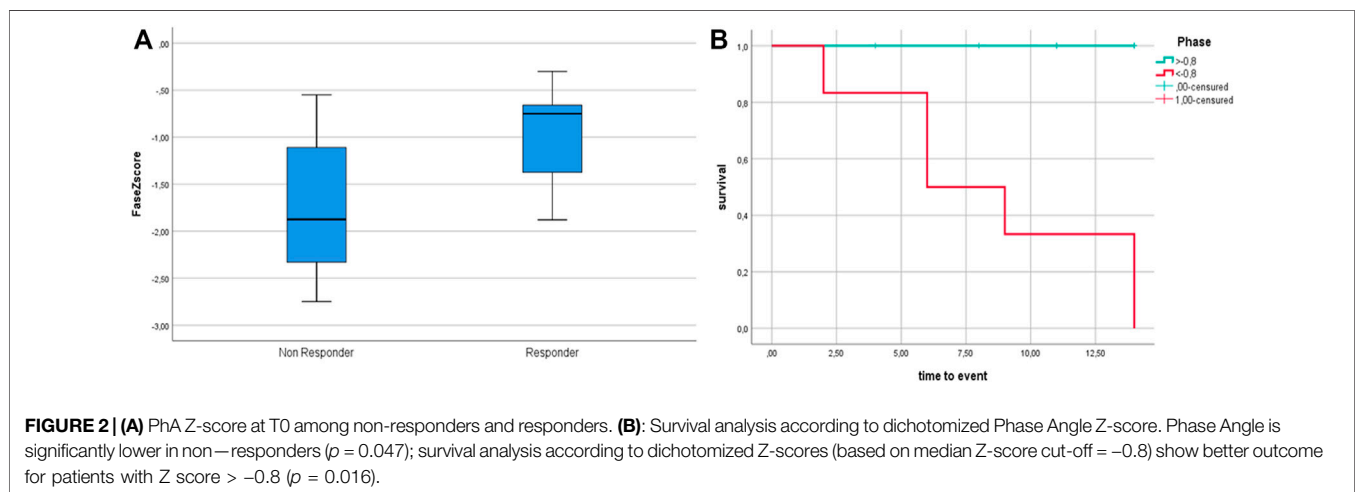 A
,00
-,50
-1,00
-1,50
-2,00
-2,50
-3,00
FaseZscore
Non Responder
Responder
B
1,0
0,8
0,6
0,4
0,2
0,0
survival
,00
2,50
5,00
7,50
10,00
12,50
time to event
Phase
>-0,8
<-0,8
,00-censured
1,00-censured
FIGURE 2 | (A) PhA Z-score at T0 among non-responders and responders. (B): Survival analysis according to dichotomized Phase Angle Z-score. Phase Angle is
significantly lower in non—responders (p = 0.047); survival analysis according to dichotomized Z-scores (based on median Z-score cut-off = −0.8) show better outcome
for patients with Z score > −0.8 (p = 0.016).